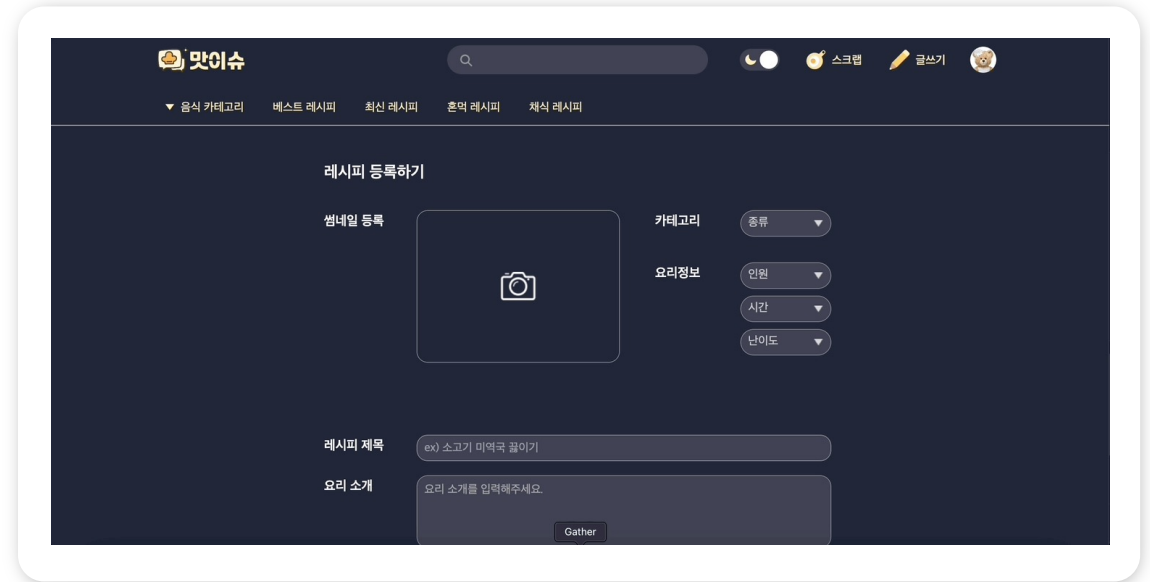 맛이슈
스크랩
글쓰기
▼ 음식 카테고리 베스트 레시피 최신 레시피 혼먹 레시피 채식 레시피
레시피 등록하기
썸네일 등록
카테고리
종류
요리정보
인원
시간
난이도
레시피 제목
ex) 소고기 미역국 끓이기
요리 소개
요리 소개를 입력해주세요.
Gather